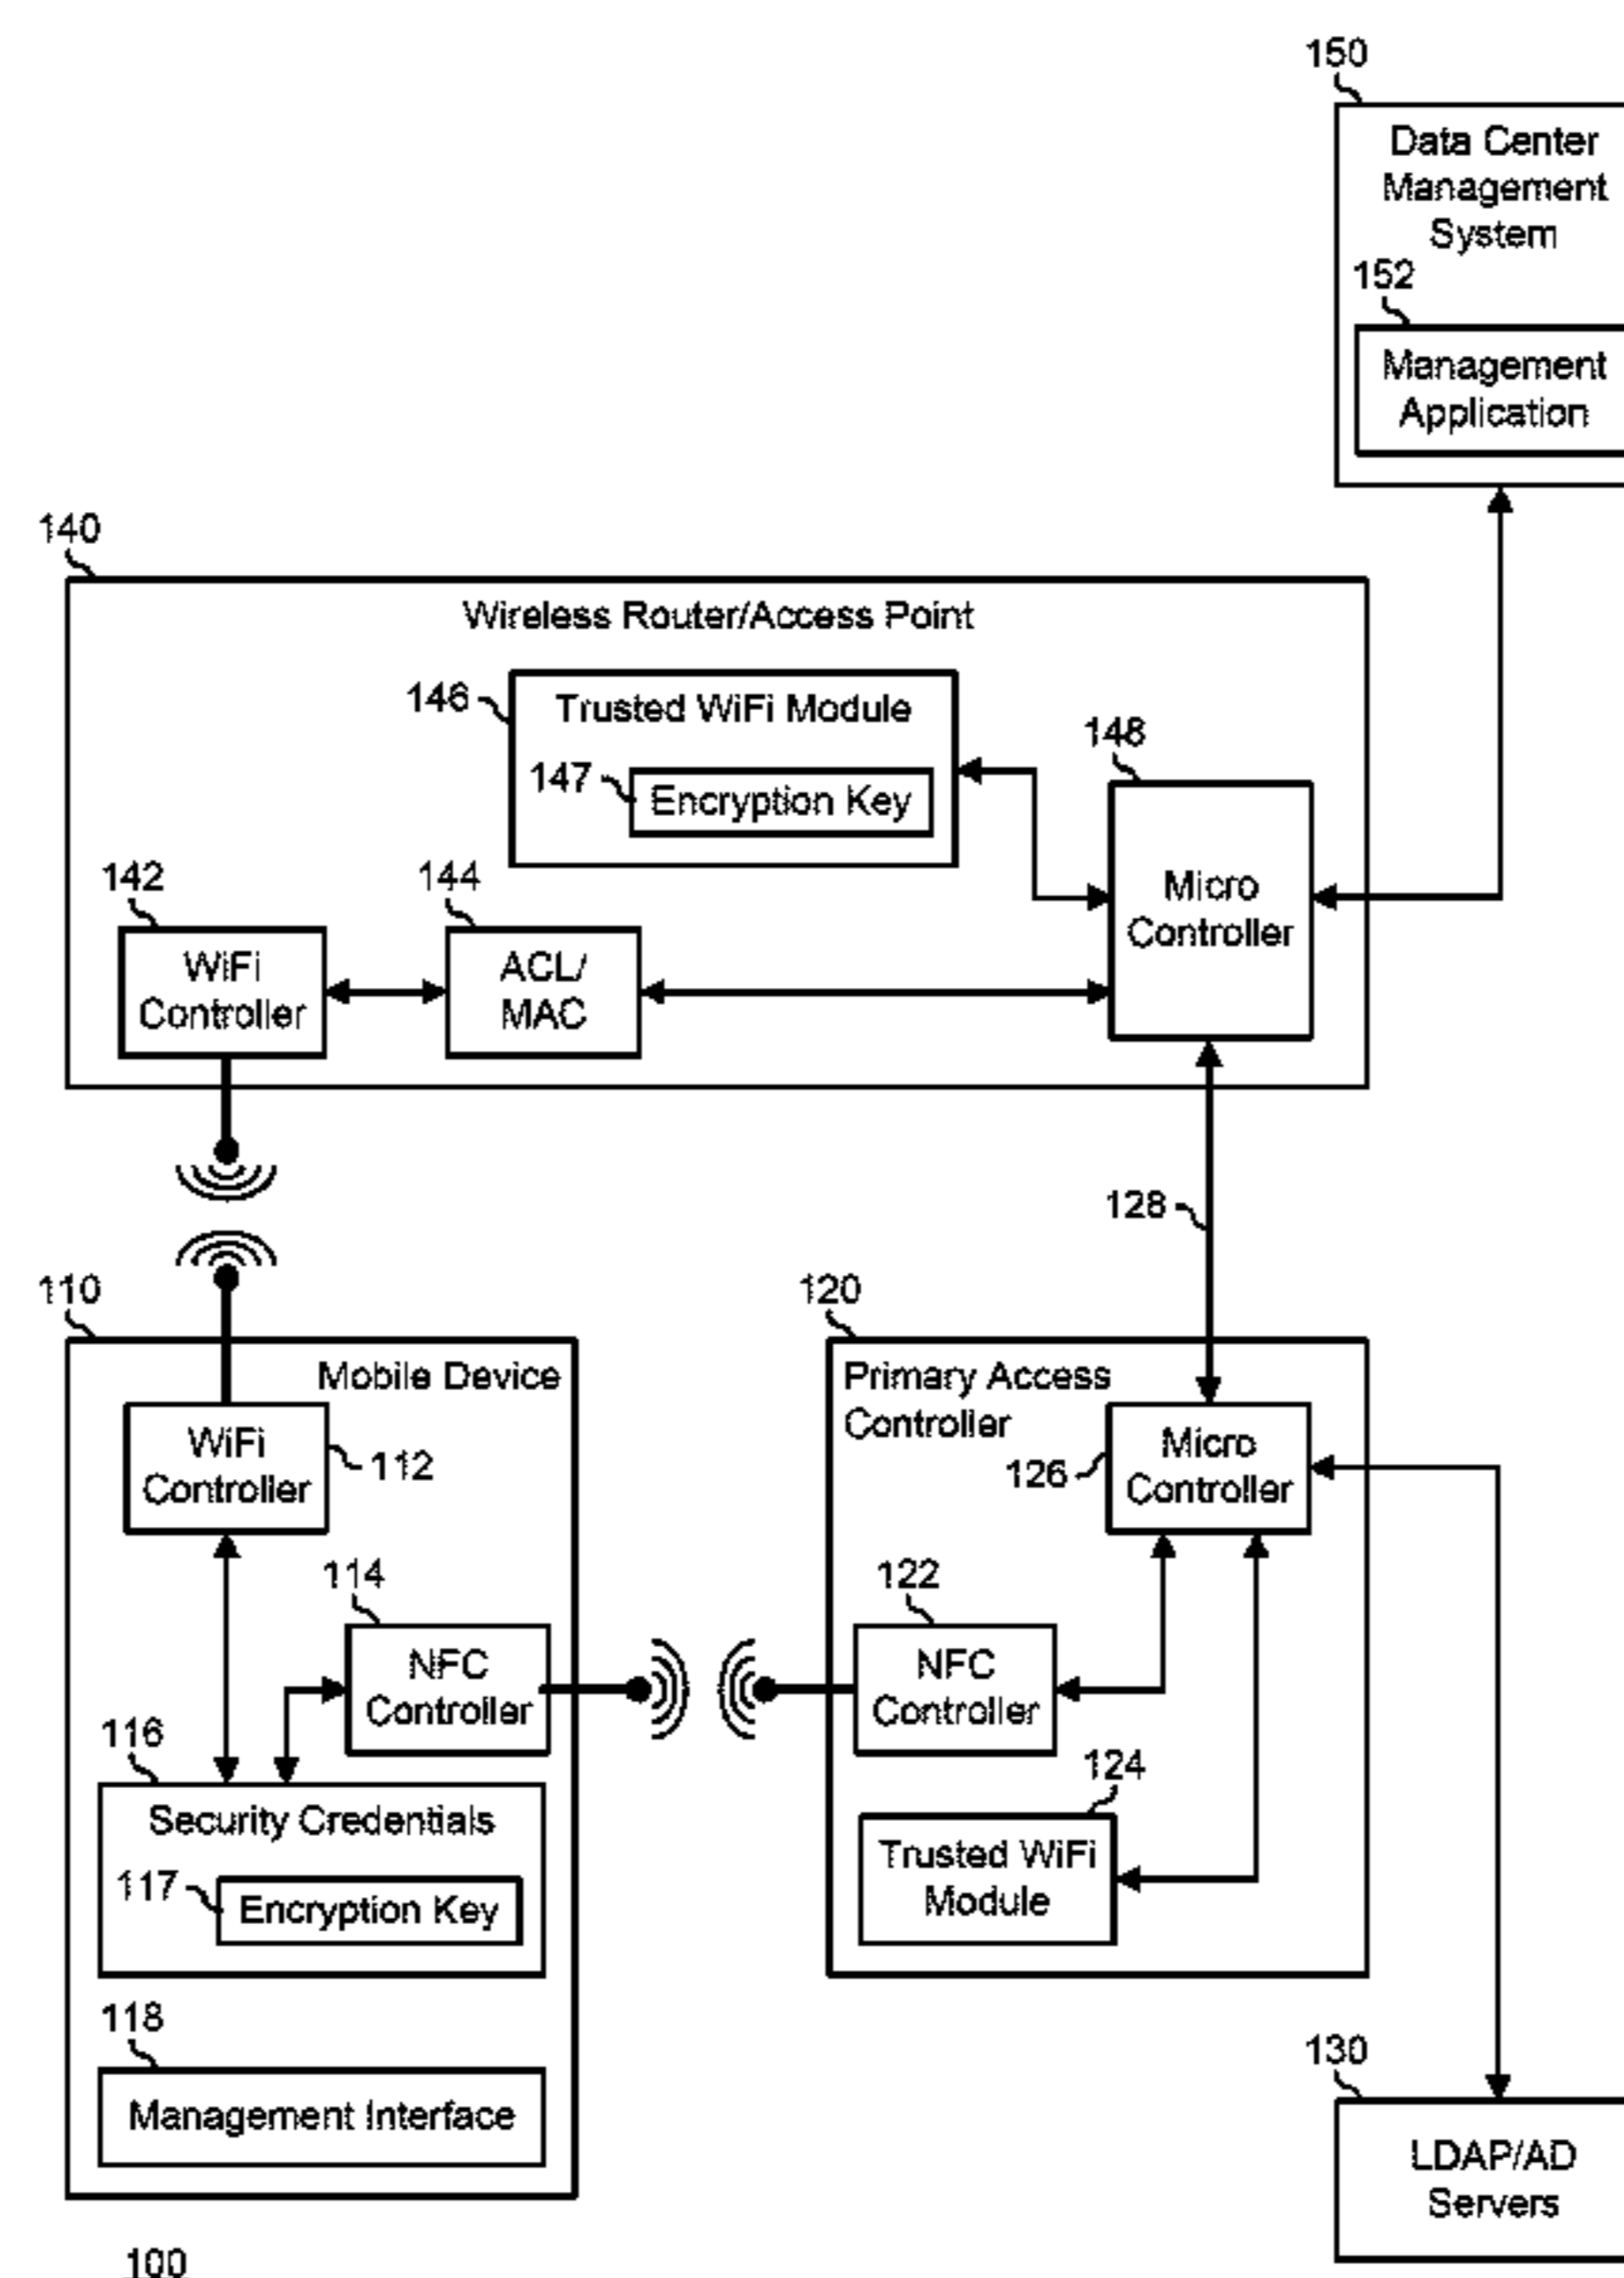 150
Data Center
Management
System
152
Management
Application
140
Wireless Router/Access Point
146
Trusted WiFi Module
147
Encryption Key
148
Micro
Controller
142
WiFi
Controller
144
ACL/
MAC
128
110
Mobile Device
WiFi
Controller
112
114
NFC
Controller
116
Security Credentials
117
Encryption Key
118
Management Interface
120
Primary Access
Controller
126
Micro
Controller
122
NFC
Controller
124
Trusted WiFi
Module
130
LDAP/AD
Servers
100